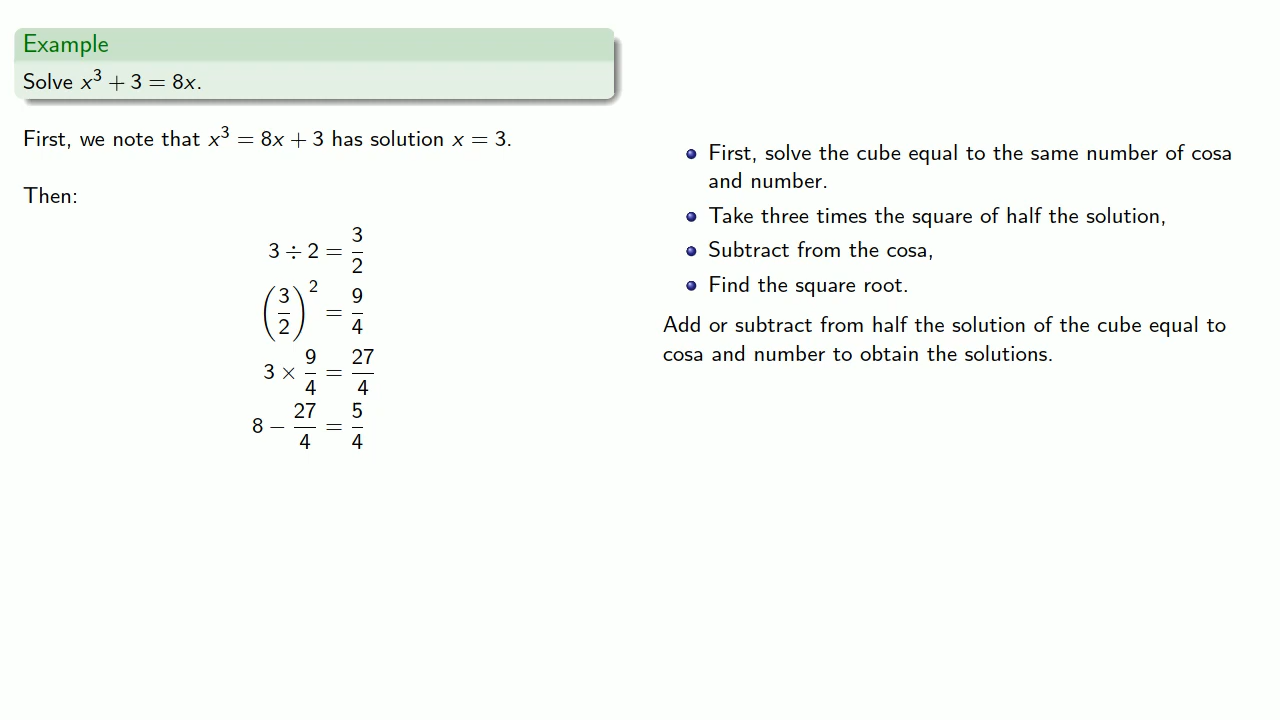 Example
Solve x³ + 3 = 8x.
First, we note that x³ = 8x + 3 has solution x = 3.
Then:
3 ÷ 2 = 3/2
(3/2)² = 9/4
3 × 9/4 = 27/4
8 − 27/4 = 5/4
• First, solve the cube equal to the same number of cosa
and number.
• Take three times the square of half the solution,
• Subtract from the cosa,
• Find the square root.
Add or subtract from half the solution of the cube equal to
cosa and number to obtain the solutions.